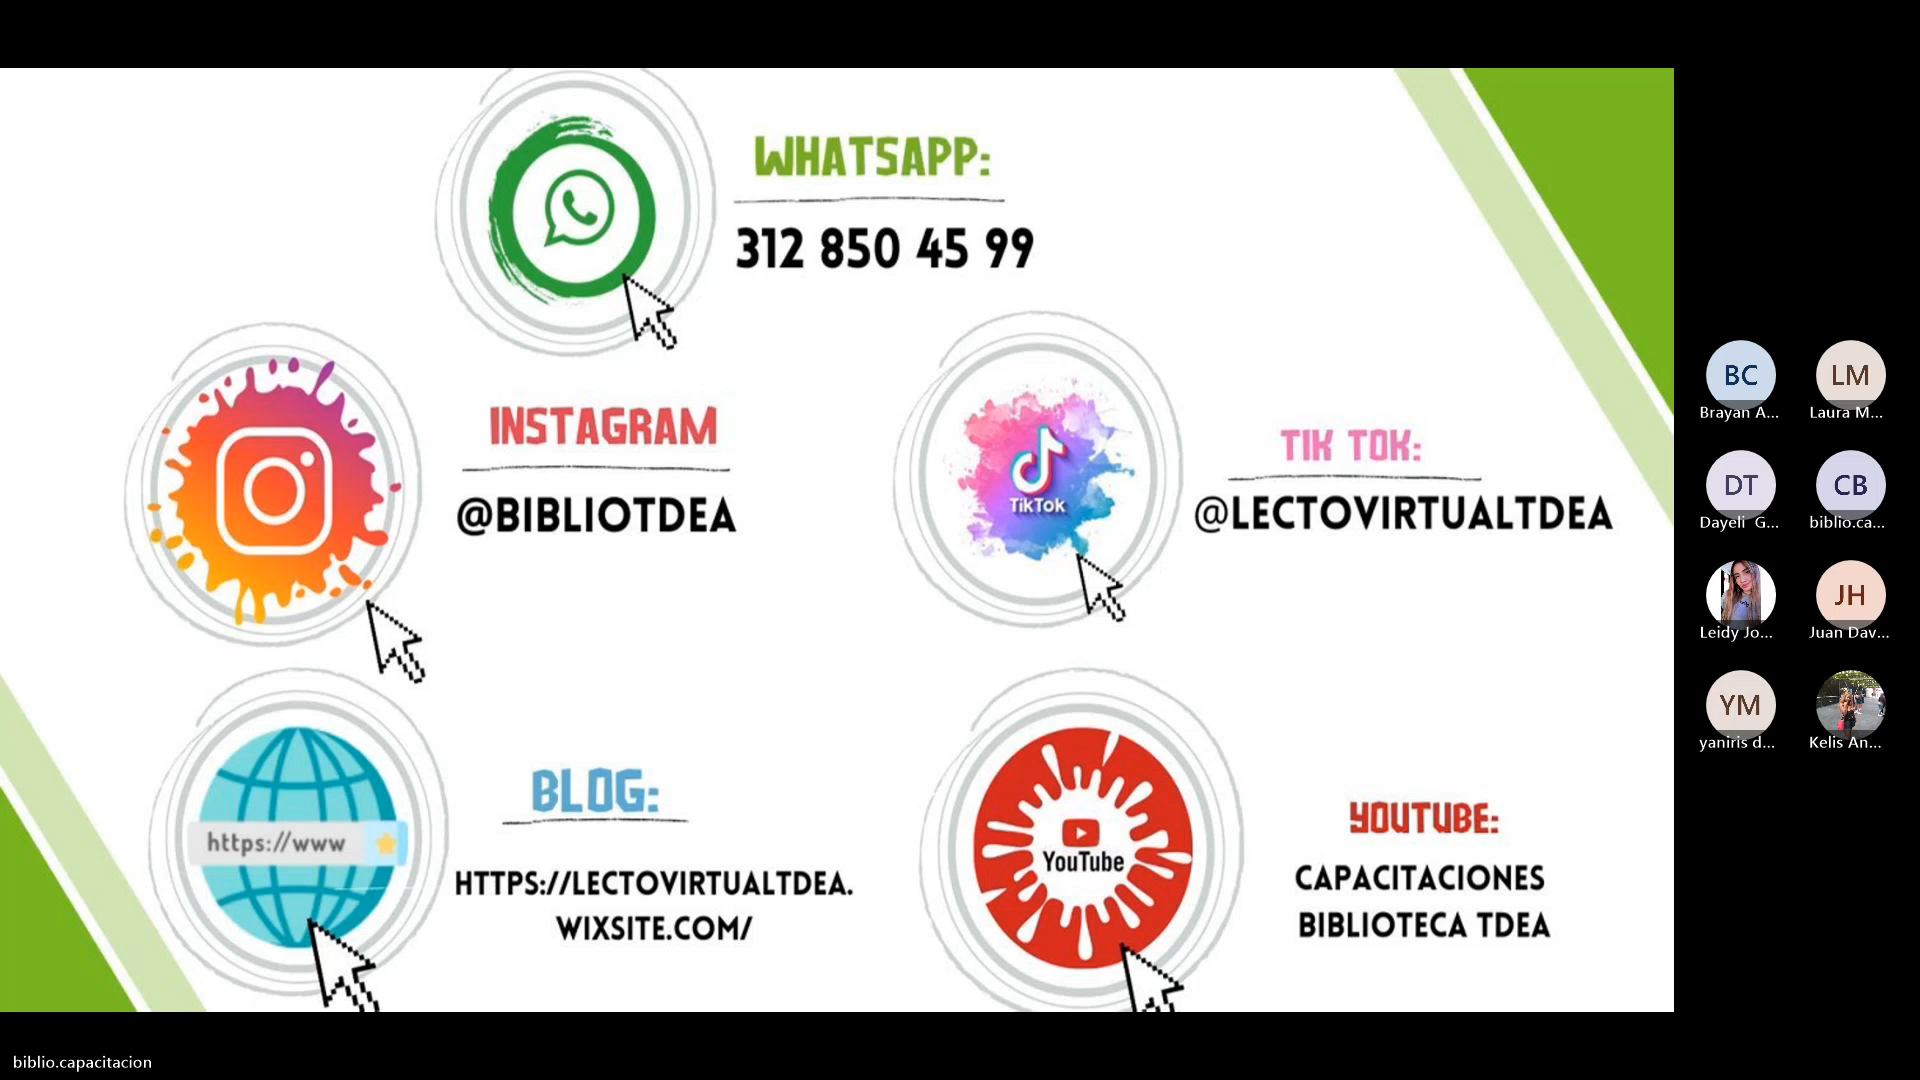 WHATSAPP:
312 850 45 99
INSTAGRAM
@BIBLIOTDEA
TikTok
TIK TOK:
@LECTOVIRTUALTDEA
https://www
BLOG:
HTTPS://LECTOVIRTUALTDEA.
WIXSITE.COM/
YouTube
YOUTUBE:
CAPACITACIONES
BIBLIOTECA TDEA
BC
Brayan A...
LM
Laura M...
DT
Dayeli G...
CB
biblio.ca...
Leidy Jo...
JH
Juan Dav...
YM
yaniris d...
Kelis An...
biblio.capacitacion